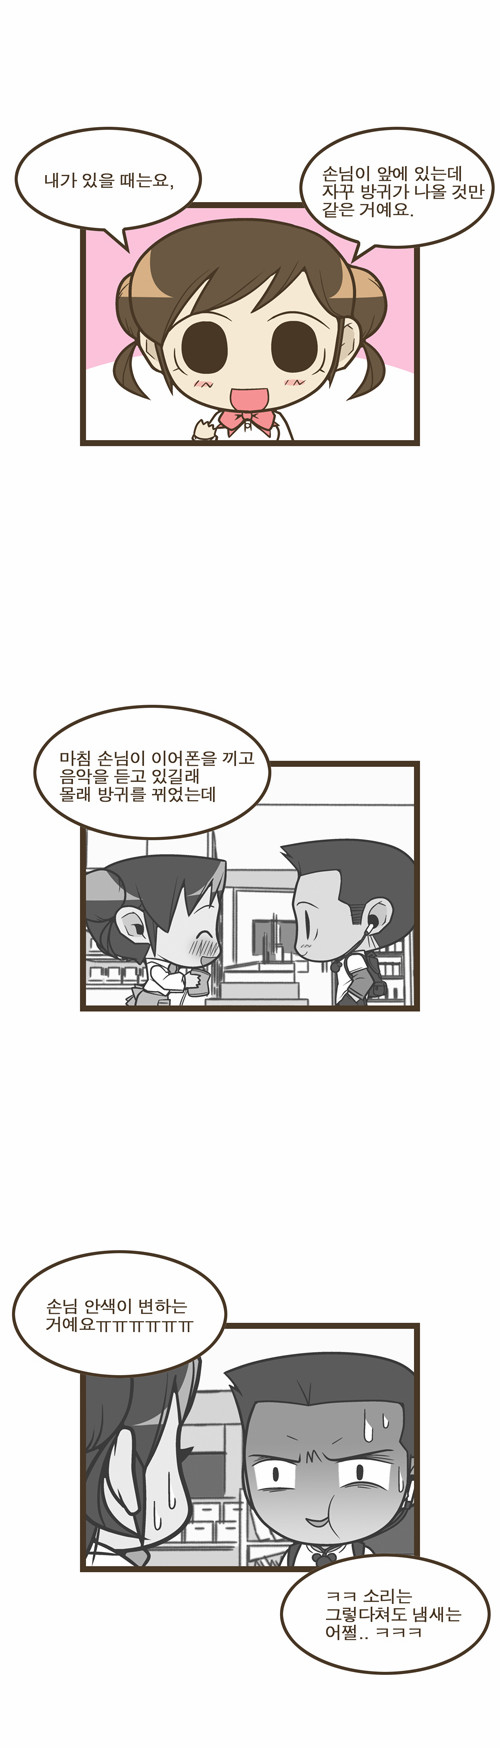 내가 있을 때는요,
손님이 앞에 있는데
자꾸 방귀가 나올 것만
같은 거예요.
마침 손님이 이어폰을 끼고
음악을 듣고 있길래
몰래 방귀를 뀌었는데
손님 안색이 변하는
거예요ㅠㅠㅠㅠㅠㅠ
ㅋㅋ 소리는
그렇다쳐도 냄새는
어쩔.. ㅋㅋㅋ